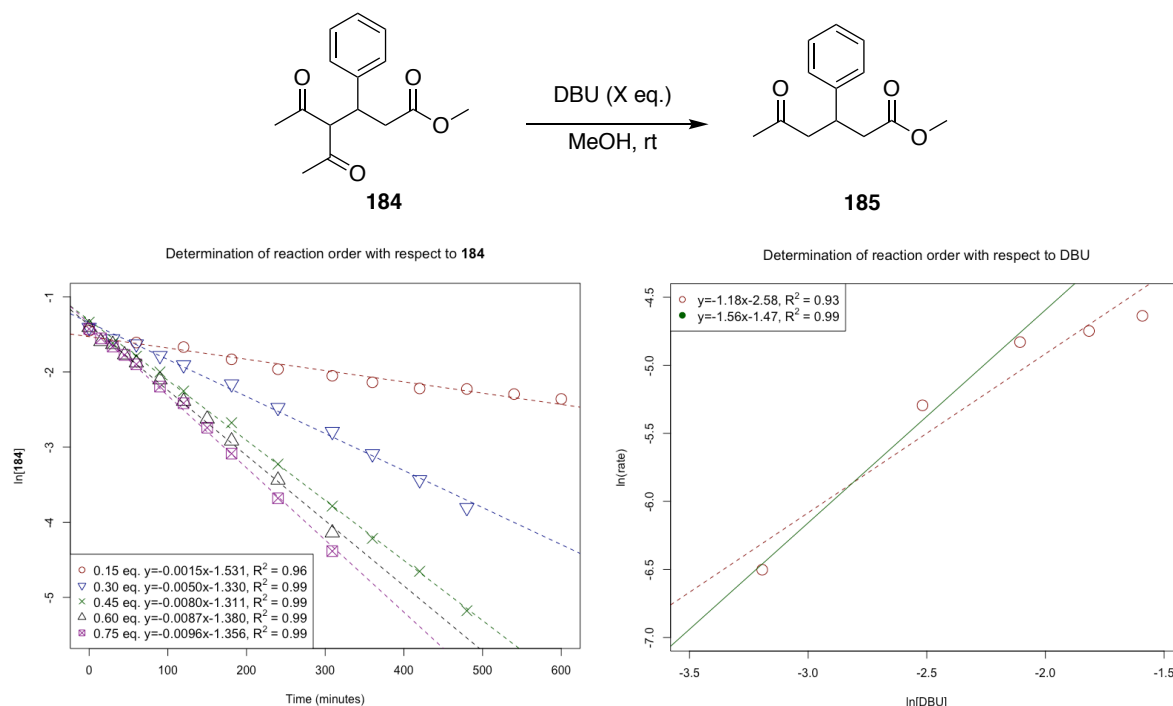 O
O
O
O
184
DBU (X eq.)
MeOH, rt
O
O
O
185
Determination of reaction order with respect to 184
ln[184]
-1
-2
-3
-4
-5
0.15 eq. y=-0.0015x-1.531, R² = 0.96
0.30 eq. y=-0.0050x-1.330, R² = 0.99
0.45 eq. y=-0.0080x-1.311, R² = 0.99
0.60 eq. y=-0.0087x-1.380, R² = 0.99
0.75 eq. y=-0.0096x-1.356, R² = 0.99
0 100 200 300 400 500 600
Time (minutes)
Determination of reaction order with respect to DBU
y=-1.18x-2.58, R² = 0.93
y=-1.56x-1.47, R² = 0.99
ln(rate)
-4.5
-5.0
-5.5
-6.0
-6.5
-7.0
-3.5 -3.0 -2.5 -2.0 -1.5
ln[DBU]